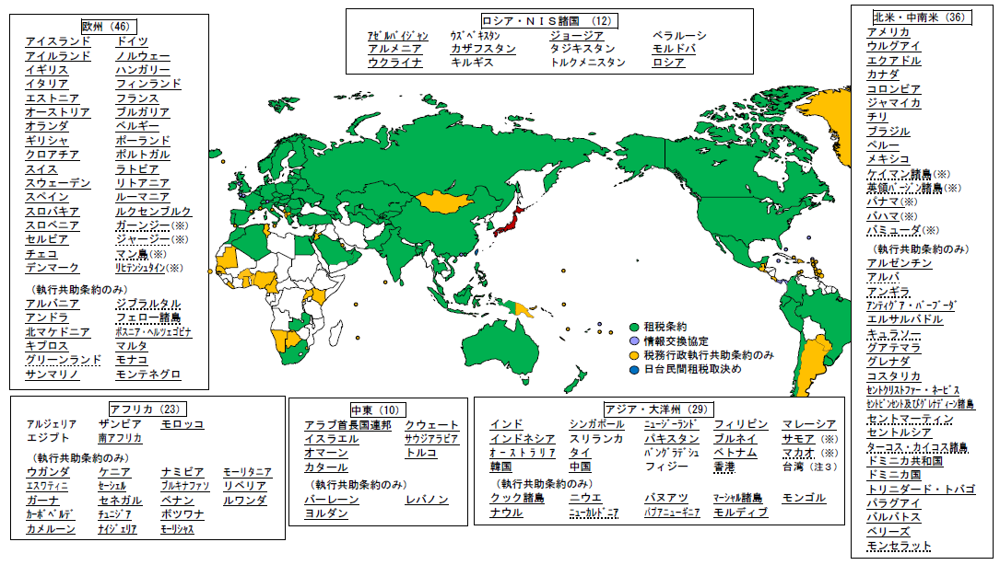 欧州（46）
アイスランド ドイツ
アイルランド ノルウェー
イギリス ハンガリー
イタリア フィンランド
エストニア フランス
オーストリア ブルガリア
オランダ ベルギー
ギリシャ ポーランド
クロアチア ポルトガル
スイス ラトビア
スウェーデン リトアニア
スペイン ルーマニア
スロバキア ルクセンブルク
スロベニア ガーンジー（※）
セルビア ジャージー（※）
チェコ マン島（※）
デンマーク ﾘﾋﾃﾝｼｭﾀｲﾝ（※）
（執行共助条約のみ）
アルバニア ジブラルタル
アンドラ フェロー諸島
北マケドニア ﾎﾞｽﾆｱ・ﾍﾙﾂｪｺﾞﾋﾞﾅ
キプロス マルタ
グリーンランド モナコ
サンマリノ モンテネグロ
ロシア・ＮＩＳ諸国（12）
ｱｾﾞﾙﾊﾞｲｼﾞｬﾝ ｳｽﾞﾍﾞｷｽﾀﾝ ジョージア ベラルーシ
アルメニア カザフスタン タジキスタン モルドバ
ウクライナ キルギス トルクメニスタン ロシア
北米・中南米（36）
アメリカ
ウルグアイ
エクアドル
カナダ
コロンビア
ジャマイカ
チリ
ブラジル
ペルー
メキシコ
ケイマン諸島（※）
英領ﾊﾞｰｼﾞﾝ諸島（※）
パナマ（※）
バハマ（※）
バミューダ（※）
（執行共助条約のみ）
アルゼンチン
アルバ
アンギラ
ｱﾝﾃｨｸﾞｱ・ﾊﾞｰﾌﾞｰﾀﾞ
エルサルバドル
キュラソー
グアテマラ
グレナダ
コスタリカ
ｾﾝﾄｸﾘｽﾄﾌｧｰ・ﾈｰﾋﾞｽ
ｾﾝﾄﾋﾞﾝｾﾝﾄ及びｸﾞﾚﾅﾃﾞｨｰﾝ諸島
セントマーティン
セントルシア
タークス・カイコス諸島
ドミニカ共和国
ドミニカ国
トリニダード・トバゴ
パラグアイ
バルバドス
ベリーズ
モンセラット
租税条約
情報交換協定
税務行政執行共助条約のみ
日台民間租税取決め
アフリカ（23）
アルジェリア ザンビア モロッコ
エジプト 南アフリカ
（執行共助条約のみ）
ウガンダ ケニア ナミビア モーリタニア
エスワティニ ｾｰｼｪﾙ ﾌﾞﾙｷﾅﾌｧｿ リベリア
ガーナ セネガル ベナン ルワンダ
ｶｰﾎﾞﾍﾞﾙﾃﾞ ﾁｭﾆｼﾞｱ ボツワナ
カメルーン ﾅｲｼﾞｪﾘｱ ﾓｰﾘｼｬｽ
中東（10）
アラブ首長国連邦 クウェート
イスラエル サウジアラビア
オマーン トルコ
カタール
（執行共助条約のみ）
バーレーン レバノン
ヨルダン
アジア・大洋州（29）
インド シンガポール ﾆｭｰｼﾞｰﾗﾝﾄﾞ フィリピン マレーシア
インドネシア スリランカ パキスタン ブルネイ サモア（※）
オーストラリア タイ ﾊﾞﾝｸﾞﾗﾃﾞｼｭ ベトナム マカオ（※）
韓国 中国 フィジー 香港 台湾（注３）
（執行共助条約のみ）
クック諸島 ニウエ バヌアツ ﾏｰｼｬﾙ諸島 モンゴル
ナウル ﾆｭｰｶﾚﾄﾞﾆｱ ﾊﾟﾌﾟｱﾆｭｰｷﾞﾆｱ モルディブ